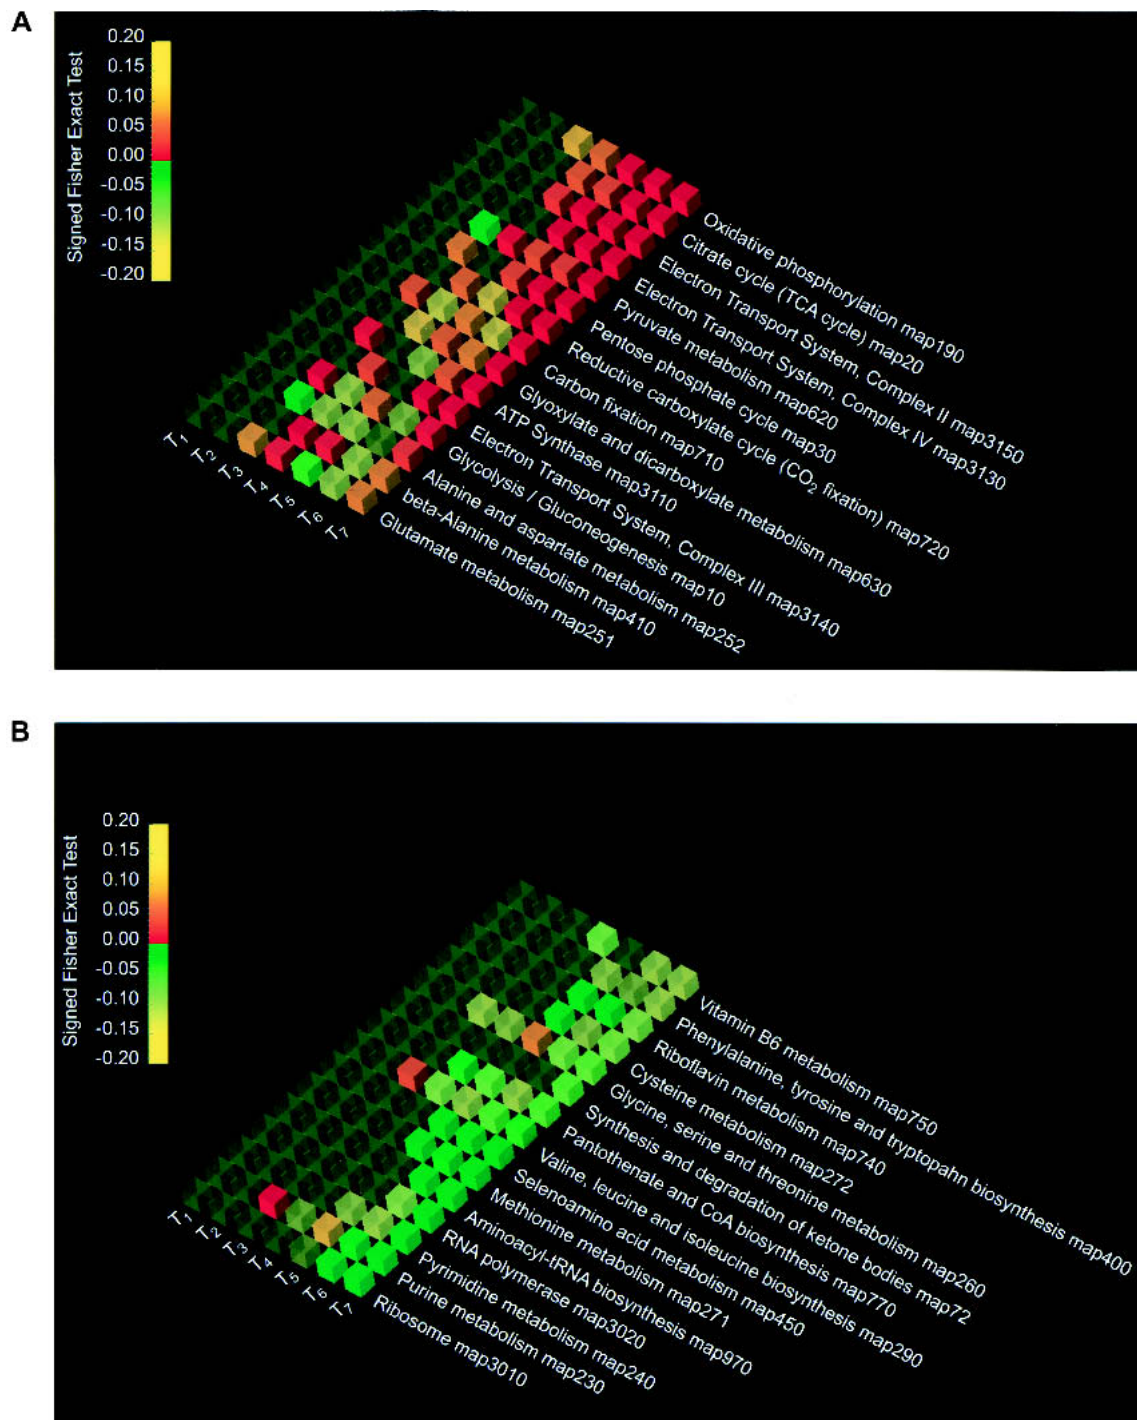 A
Signed Fisher Exact Test
0.20
0.15
0.10
0.05
0.00
-0.05
-0.10
-0.15
-0.20
T1
T2
T3
T4
T5
T6
T7
Oxidative phosphorylation map190
Citrate cycle (TCA cycle) map20
Electron Transport System, Complex II map3150
Electron Transport System, Complex IV map3130
Pyruvate metabolism map620
Pentose phosphate cycle map30
Reductive carboxylate cycle (CO2 fixation) map720
Carbon fixation map710
Glyoxylate and dicarboxylate metabolism map630
ATP Synthase map3110
Electron Transport System, Complex III map3140
Glycolysis / Gluconeogenesis map10
Alanine and aspartate metabolism map252
beta-Alanine metabolism map410
Glutamate metabolism map251
B
Signed Fisher Exact Test
0.20
0.15
0.10
0.05
0.00
-0.05
-0.10
-0.15
-0.20
T1
T2
T3
T4
T5
T6
T7
Vitamin B6 metabolism map750
Phenylalanine, tyrosine and tryptopahn biosynthesis map400
Riboflavin metabolism map740
Cysteine metabolism map272
Glycine, serine and threonine metabolism map260
Synthesis and degradation of ketone bodies map72
Pantothenate and CoA biosynthesis map770
Valine, leucine and isoleucine biosynthesis map290
Selenoamino acid metabolism map450
Methionine metabolism map271
Aminoacyl-tRNA biosynthesis map970
RNA polymerase map3020
Pyrimidine metabolism map240
Purine metabolism map230
Ribosome map3010